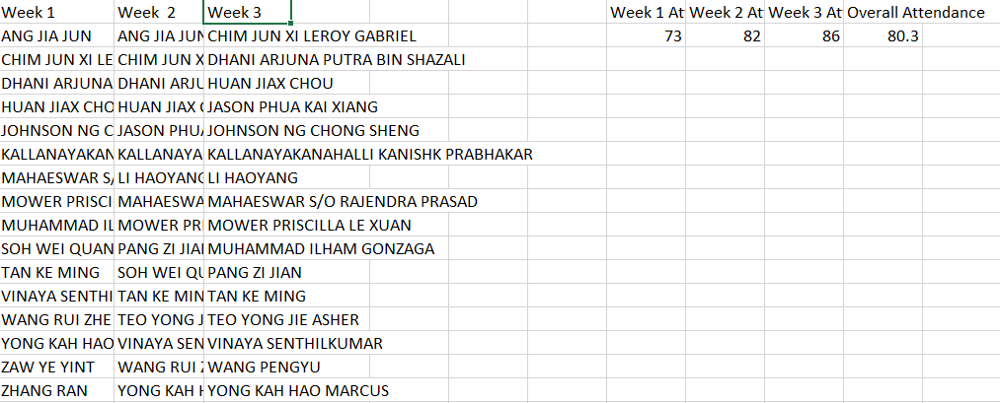 Week 1 Week  2 Week 3 Week 1 At Week 2 At Week 3 At Overall Attendance
ANG JIA JUN ANG JIA JUN CHIM JUN XI LEROY GABRIEL 73 82 86 80.3
CHIM JUN XI LE CHIM JUN X DHANI ARJUNA PUTRA BIN SHAZALI
DHANI ARJUNA DHANI ARJU HUAN JIAX CHOU
HUAN JIAX CHO HUAN JIAX JASON PHUA KAI XIANG
JOHNSON NG C JASON PHUA JOHNSON NG CHONG SHENG
KALLANAYAKAN KALLANAYA KALLANAYAKANAHALLI KANISHK PRABHAKAR
MAHAESWAR S/ LI HAOYANG LI HAOYANG
MOWER PRISCI MAHAESWA MAHAESWAR S/O RAJENDRA PRASAD
MUHAMMAD IL MOWER PRI MOWER PRISCILLA LE XUAN
SOH WEI QUAN PANG ZI JIAN MUHAMMAD ILHAM GONZAGA
TAN KE MING SOH WEI QU PANG ZI JIAN
VINAYA SENTHI TAN KE MIN TAN KE MING
WANG RUI ZHE TEO YONG J TEO YONG JIE ASHER
YONG KAH HAO VINAYA SEN VINAYA SENTHILKUMAR
ZAW YE YINT WANG RUI WANG PENGYU
ZHANG RAN YONG KAH H YONG KAH HAO MARCUS